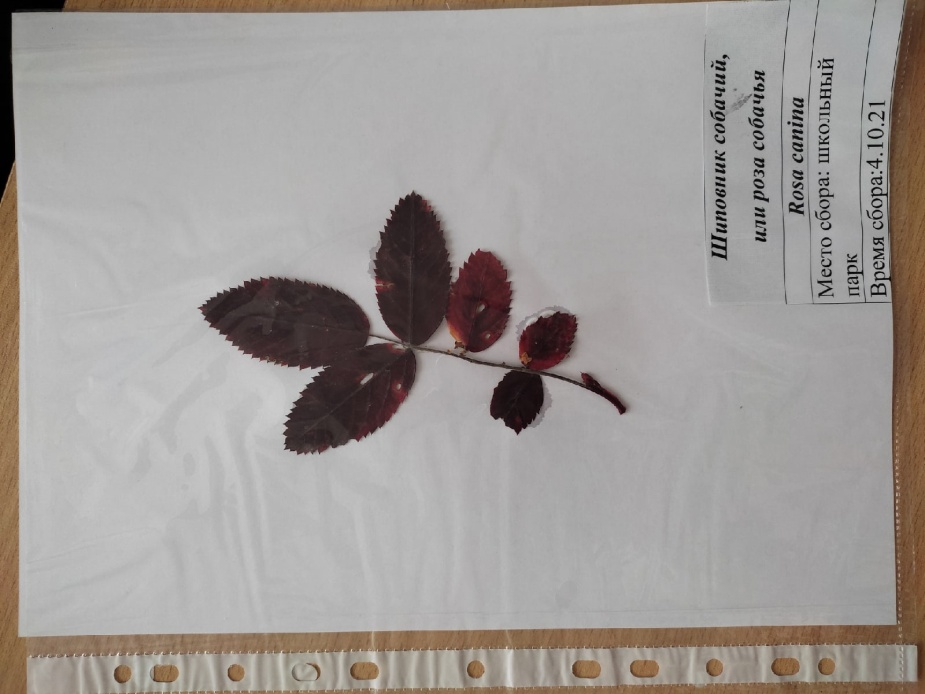 Шиповник собачий,
или роза собачья
Rosa canina
Место сбора: школьный
парк
Время сбора:4.10.21